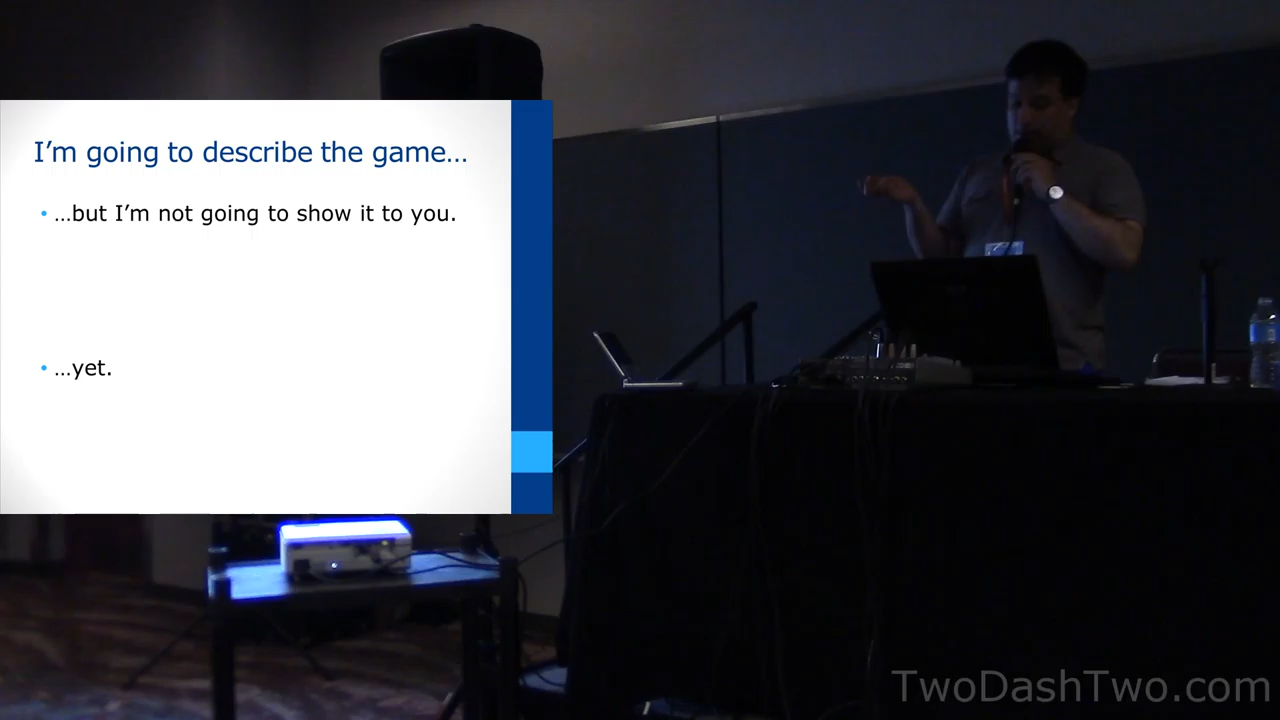 I’m going to describe the game…
• …but I’m not going to show it to you.
• …yet.
TwoDashTwo.com